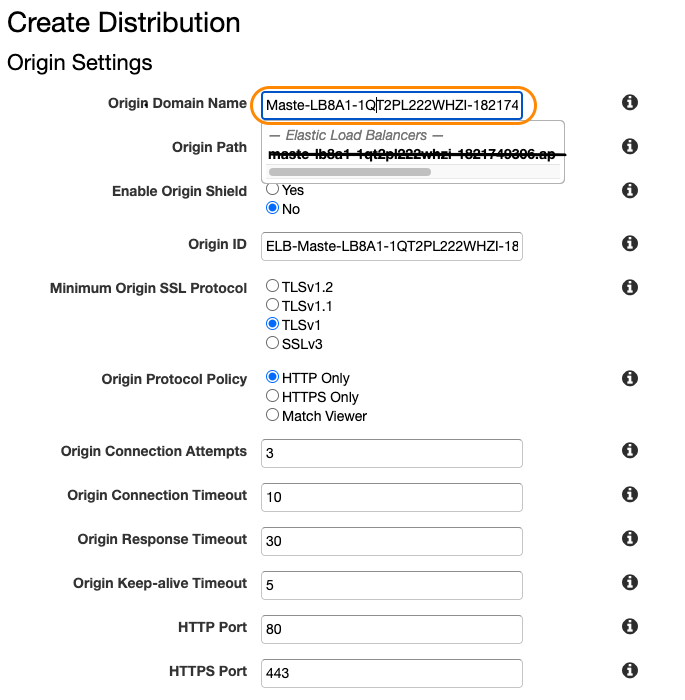 Create Distribution
Origin Settings
Origin Domain Name Maste-LB8A1-1QT2PL222WHZI-182174
— Elastic Load Balancers —
Origin Path maste-lb8a1-1qt2pl222whzi-1821749306.ap
Enable Origin Shield Yes
No
Origin ID ELB-Maste-LB8A1-1QT2PL222WHZI-18
Minimum Origin SSL Protocol TLSv1.2
TLSv1.1
TLSv1
SSLv3
Origin Protocol Policy HTTP Only
HTTPS Only
Match Viewer
Origin Connection Attempts 3
Origin Connection Timeout 10
Origin Response Timeout 30
Origin Keep-alive Timeout 5
HTTP Port 80
HTTPS Port 443